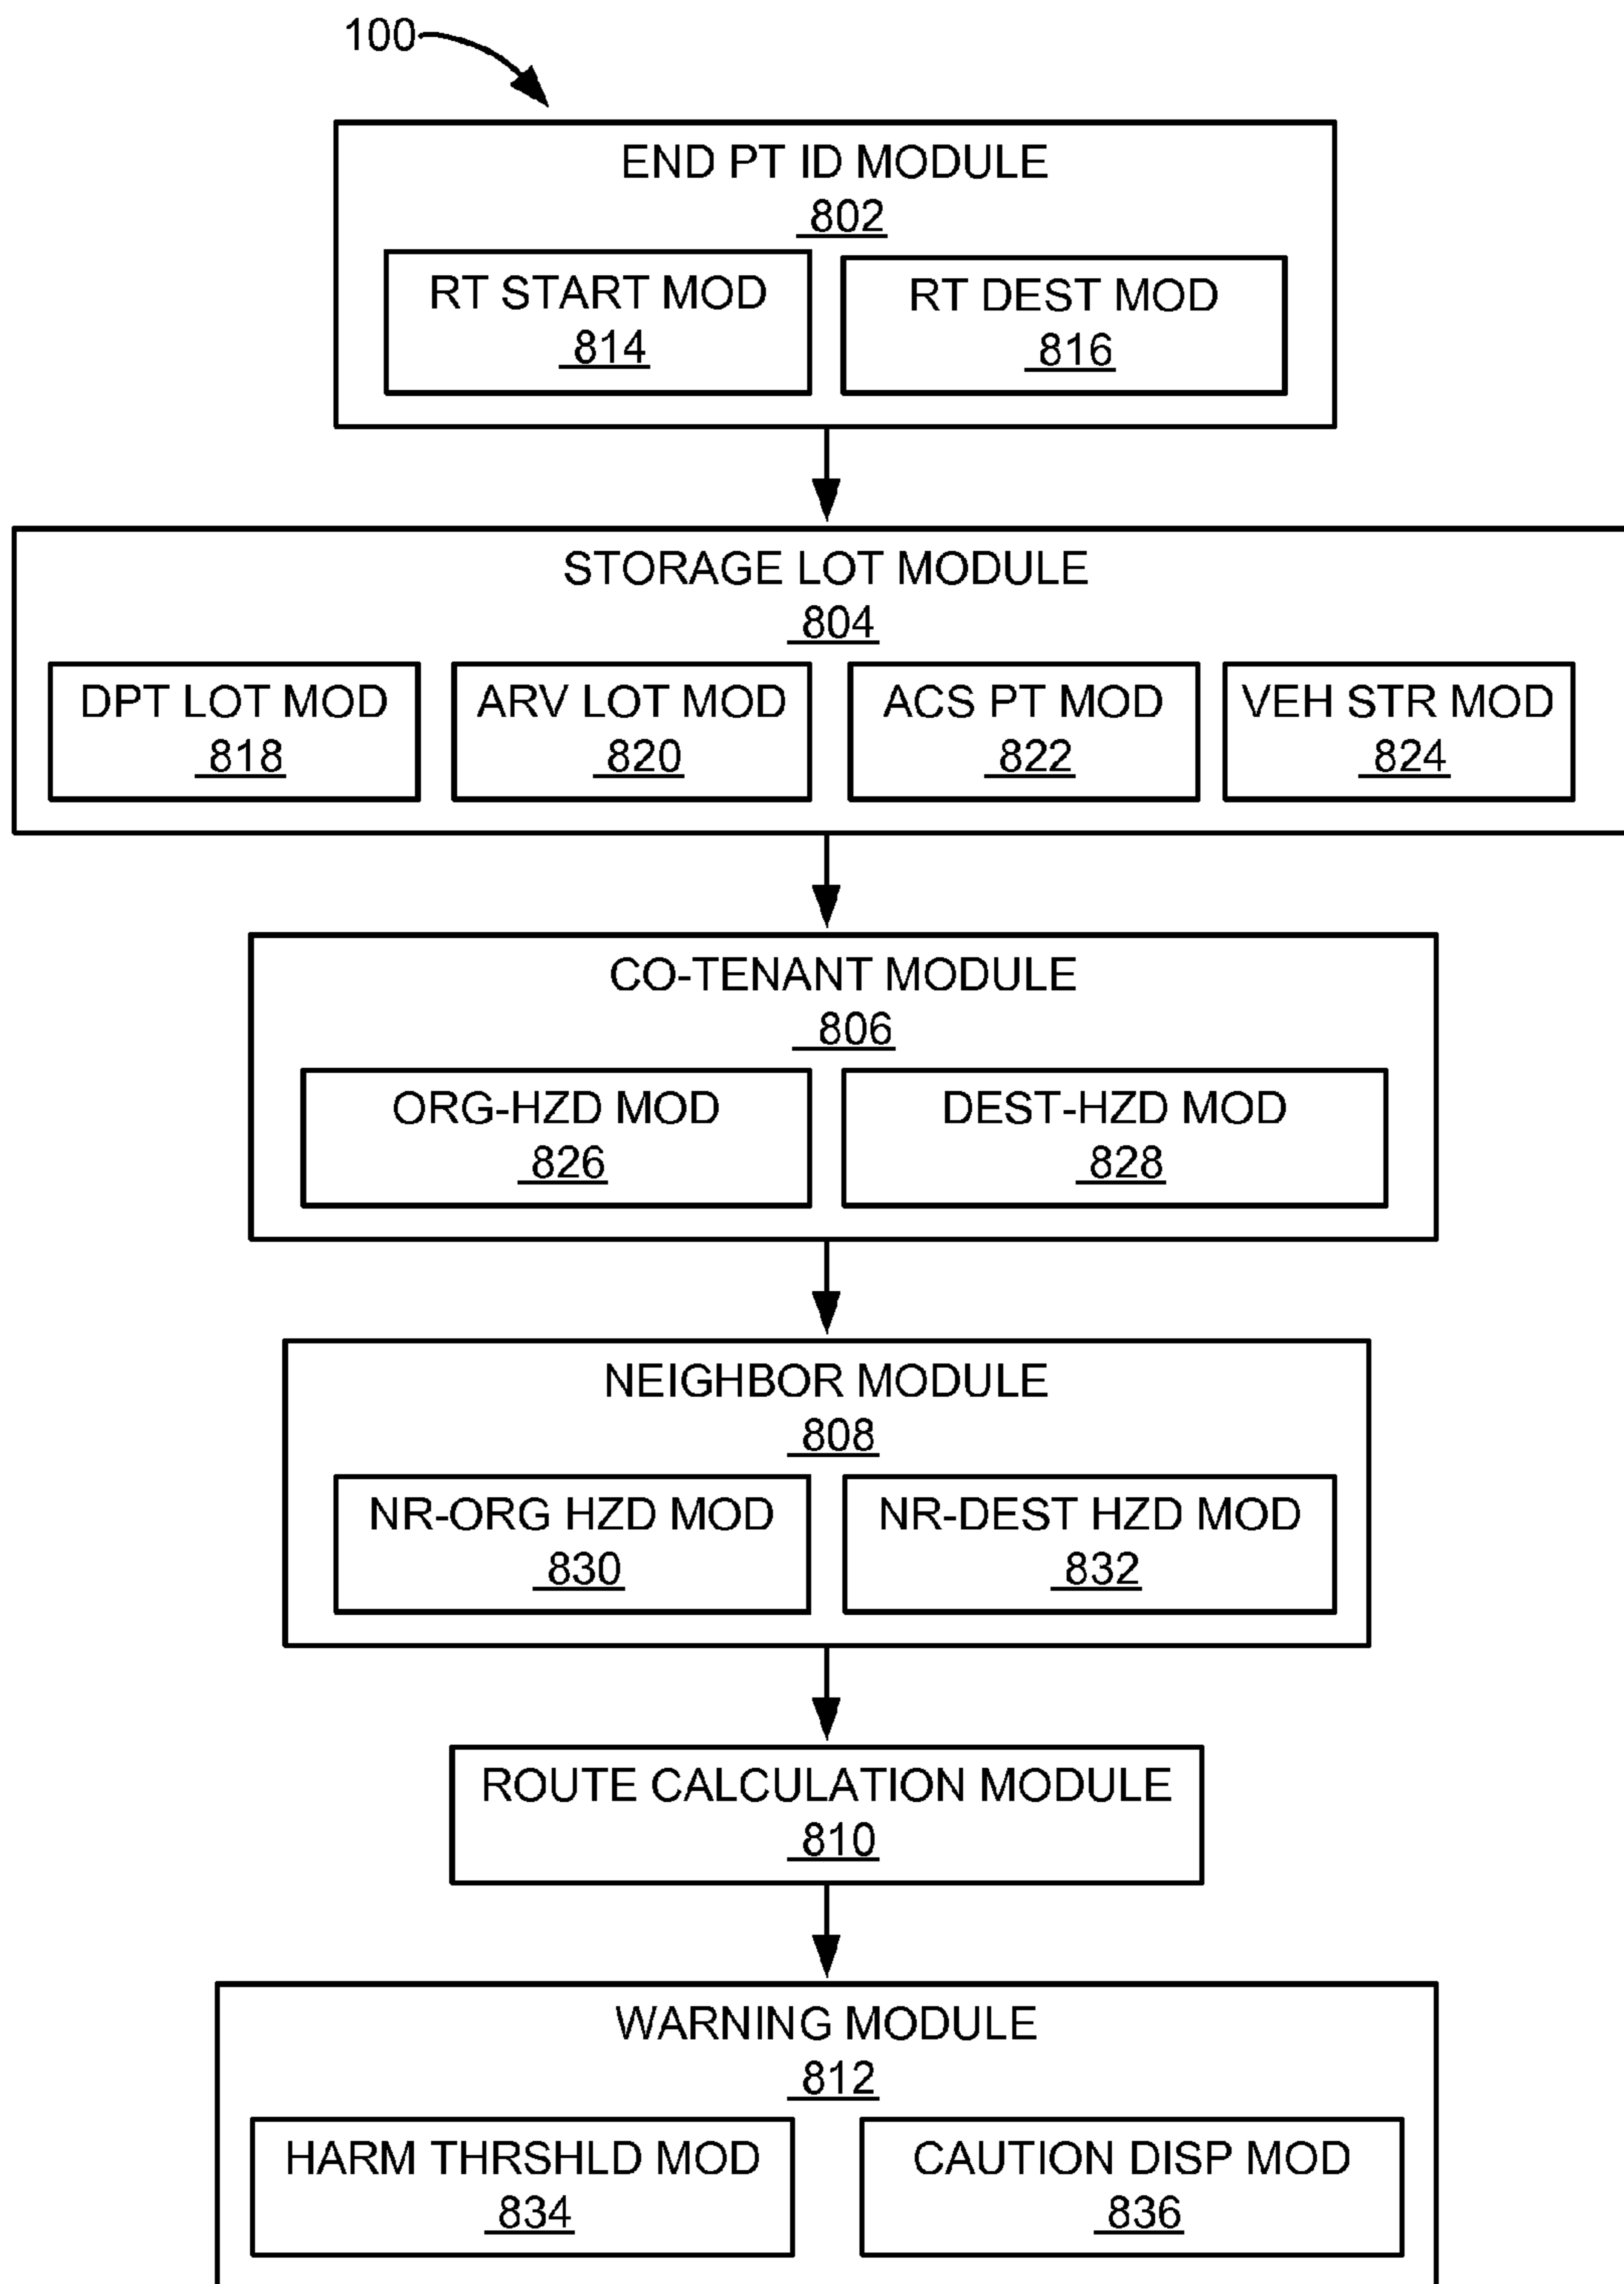 100
END PT ID MODULE
802
RT START MOD
814
RT DEST MOD
816
STORAGE LOT MODULE
804
DPT LOT MOD
818
ARV LOT MOD
820
ACS PT MOD
822
VEH STR MOD
824
CO-TENANT MODULE
806
ORG-HZD MOD
826
DEST-HZD MOD
828
NEIGHBOR MODULE
808
NR-ORG HZD MOD
830
NR-DEST HZD MOD
832
ROUTE CALCULATION MODULE
810
WARNING MODULE
812
HARM THRSHLD MOD
834
CAUTION DISP MOD
836